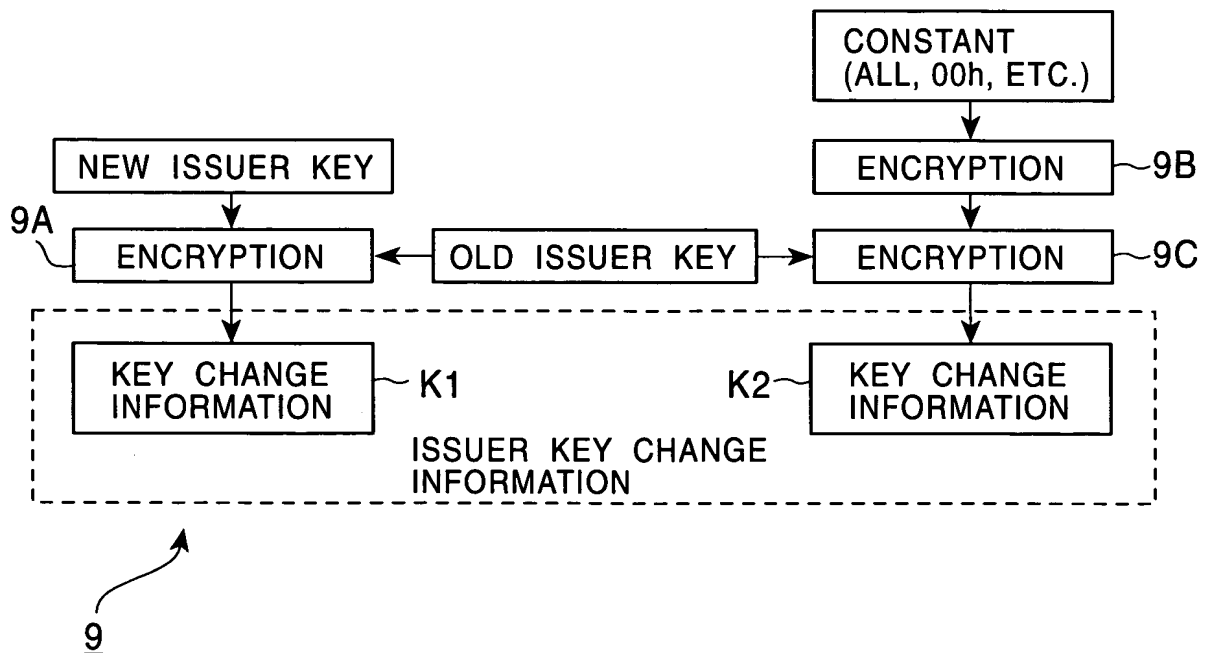 CONSTANT
(ALL, 00h, ETC.)
NEW ISSUER KEY
ENCRYPTION
9B
9A
ENCRYPTION
OLD ISSUER KEY
ENCRYPTION
9C
KEY CHANGE
INFORMATION
K1
K2
KEY CHANGE
INFORMATION
ISSUER KEY CHANGE
INFORMATION
9